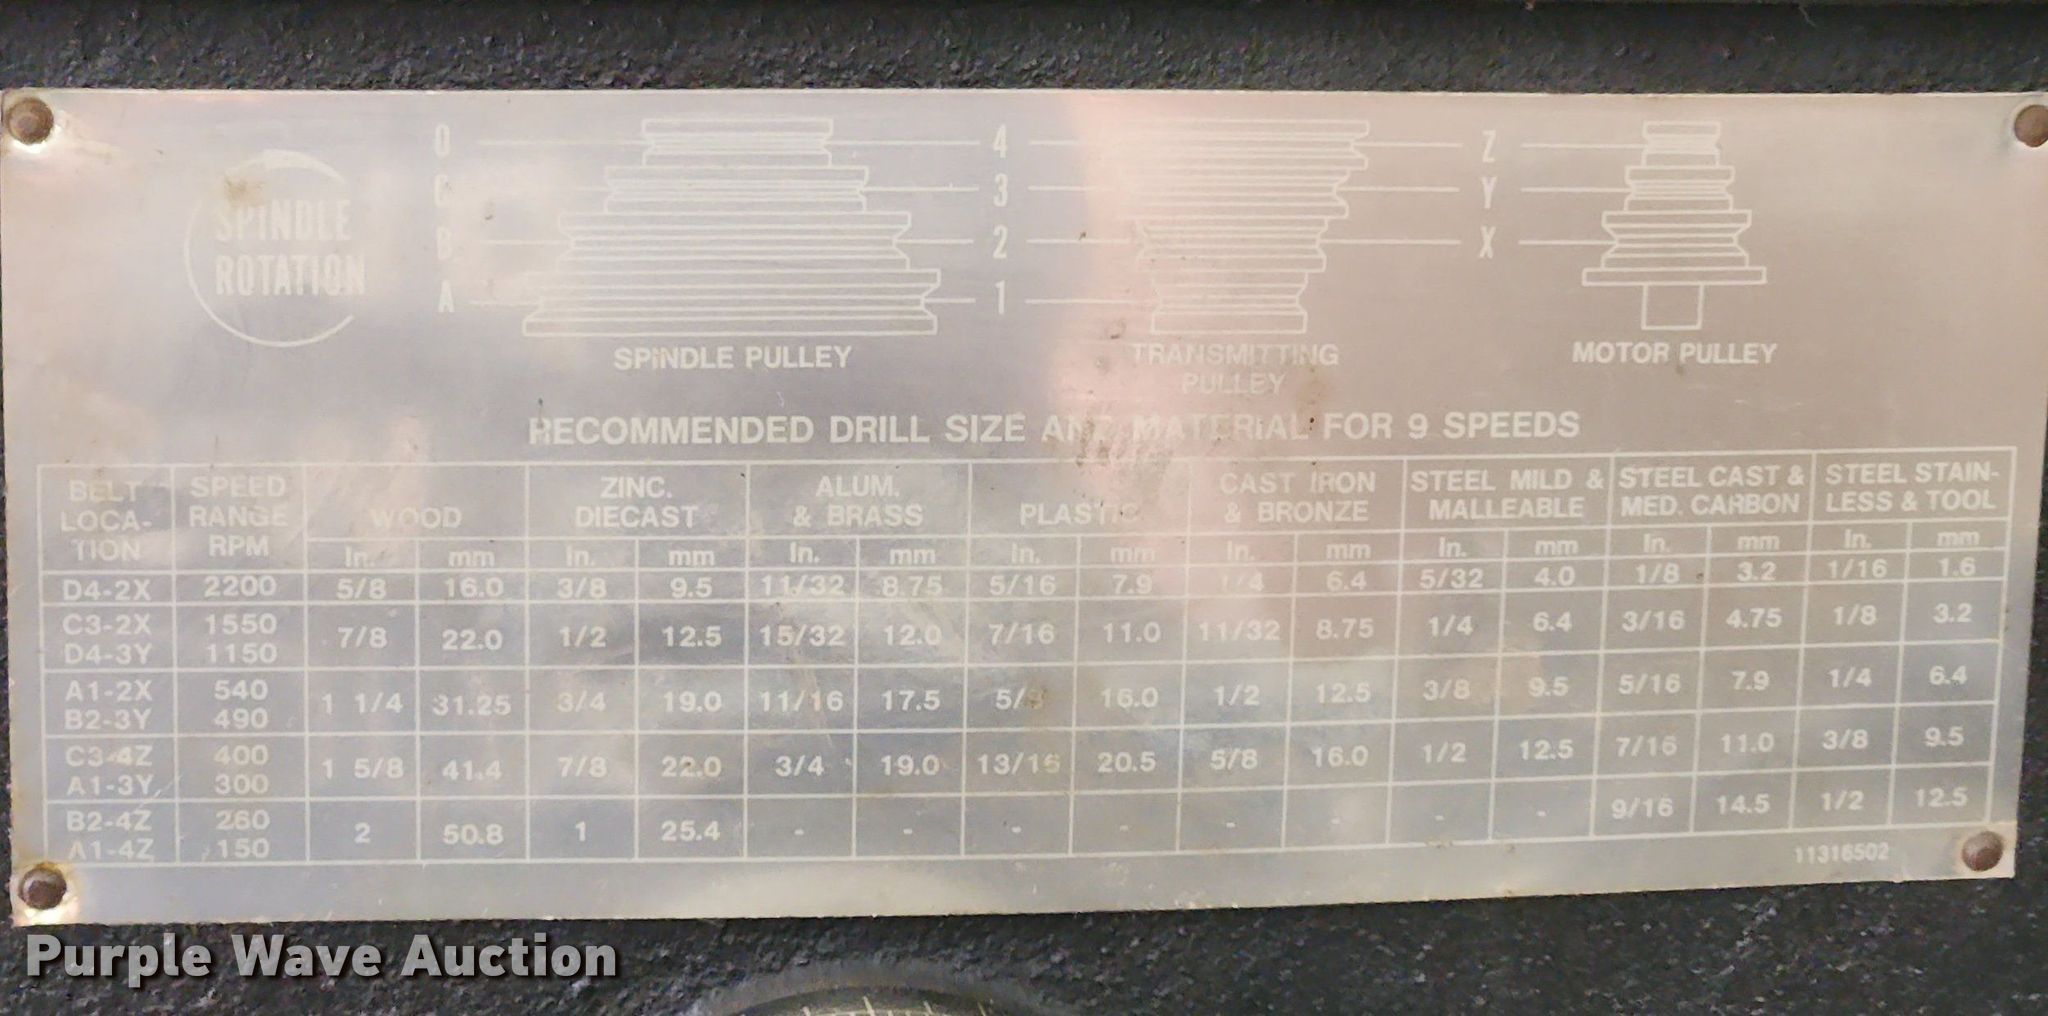 D 4 Z
C 3 Y
B 2 X
A 1
SPINDLE
ROTATION
SPINDLE PULLEY
TRANSMITTING
PULLEY
MOTOR PULLEY
RECOMMENDED DRILL SIZE AND MATERIAL FOR 9 SPEEDS
BELT LOCA- TION SPEED RANGE RPM WOOD ZINC. DIECAST ALUM. & BRASS PLASTIC CAST IRON & BRONZE STEEL MILD & MALLEABLE STEEL CAST & MED. CARBON STEEL STAIN- LESS & TOOL
In. mm In. mm In. mm In. mm In. mm In. mm In. mm In. mm
D4-2X 2200 5/8 16.0 3/8 9.5 11/32 8.75 5/16 7.9 1/4 6.4 5/32 4.0 1/8 3.2 1/16 1.6
C3-2X 1550
D4-3Y 1150
7/8 22.0 1/2 12.5 15/32 12.0 7/16 11.0 11/32 8.75 1/4 6.4 3/16 4.75 1/8 3.2
A1-2X 540
B2-3Y 490
1 1/4 31.25 3/4 19.0 11/16 17.5 5/8 16.0 1/2 12.5 3/8 9.5 5/16 7.9 1/4 6.4
C3-4Z 400
A1-3Y 300
1 5/8 41.4 7/8 22.0 3/4 19.0 13/16 20.5 5/8 16.0 1/2 12.5 7/16 11.0 3/8 9.5
B2-4Z 260
A1-4Z 150
2 50.8 1 25.4 - - - - - - - - 9/16 14.5 1/2 12.5
11316502
Purple Wave Auction